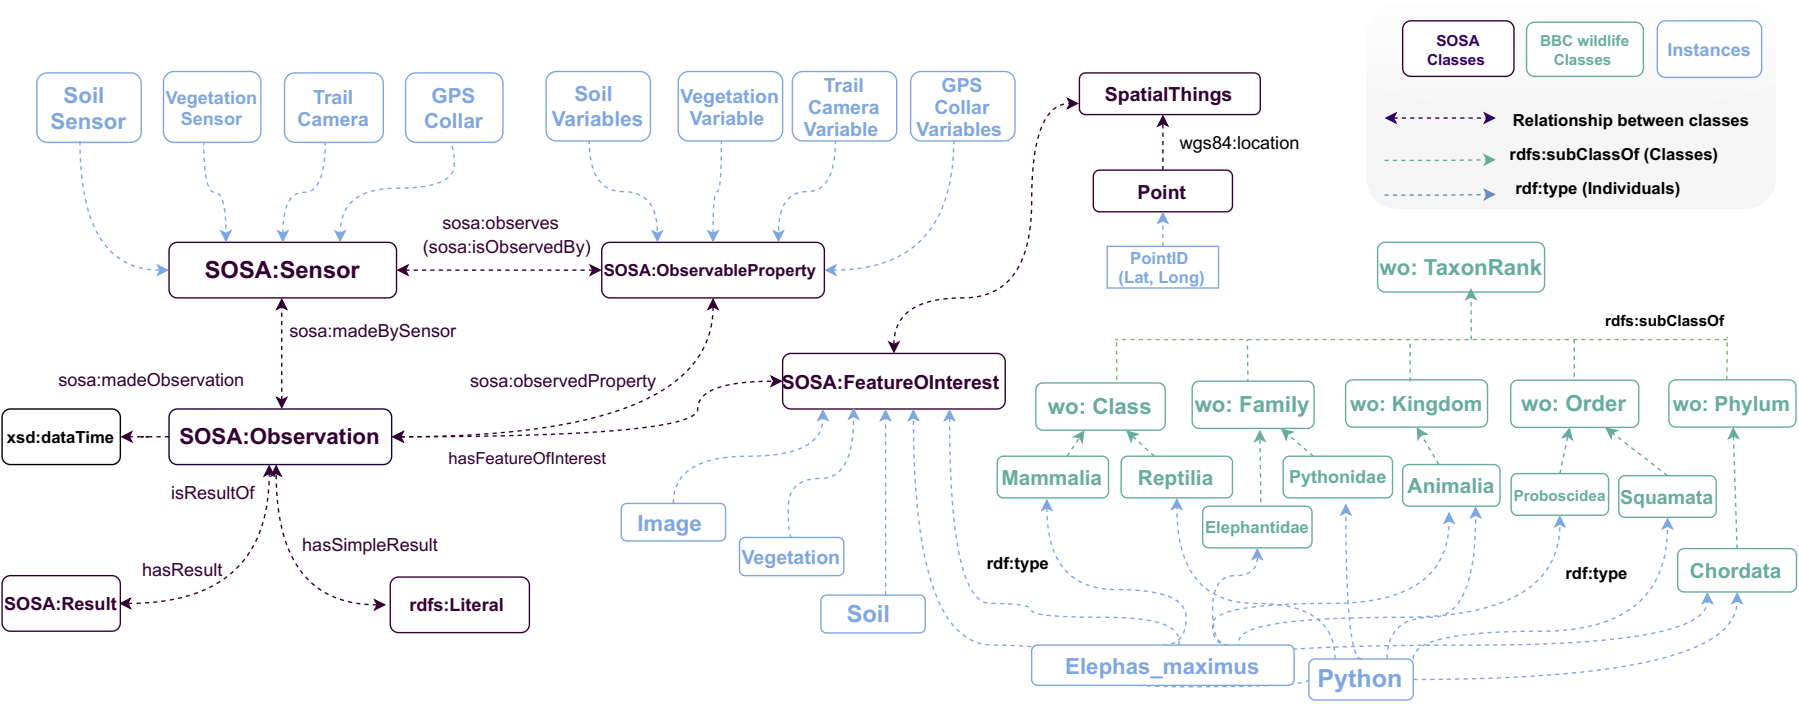 SOSA
Classes
BBC wildlife
Classes
Instances
Relationship between classes
rdfs:subClassOf (Classes)
rdf:type (Individuals)
Soil
Sensor
Vegetation
Sensor
Trail
Camera
GPS
Collar
Soil
Variables
Vegetation
Variable
Trail
Camera
Variable
GPS
Collar
Variables
SpatialThings
wgs84:location
Point
PointID
(Lat, Long)
sosa:observes
(sosa:isObservedBy)
SOSA:Sensor
SOSA:ObservableProperty
wo: TaxonRank
rdfs:subClassOf
sosa:madeBySensor
sosa:madeObservation
sosa:observedProperty
SOSA:FeatureOInterest
xsd:dataTime
SOSA:Observation
hasFeatureOfInterest
wo: Class
wo: Family
wo: Kingdom
wo: Order
wo: Phylum
Mammalia
Reptilia
Pythonidae
Animalia
Proboscidea
Squamata
Elephantidae
Chordata
isResultOf
hasSimpleResult
hasResult
SOSA:Result
rdfs:Literal
Image
Vegetation
Soil
rdf:type
rdf:type
Elephas_maximus
Python